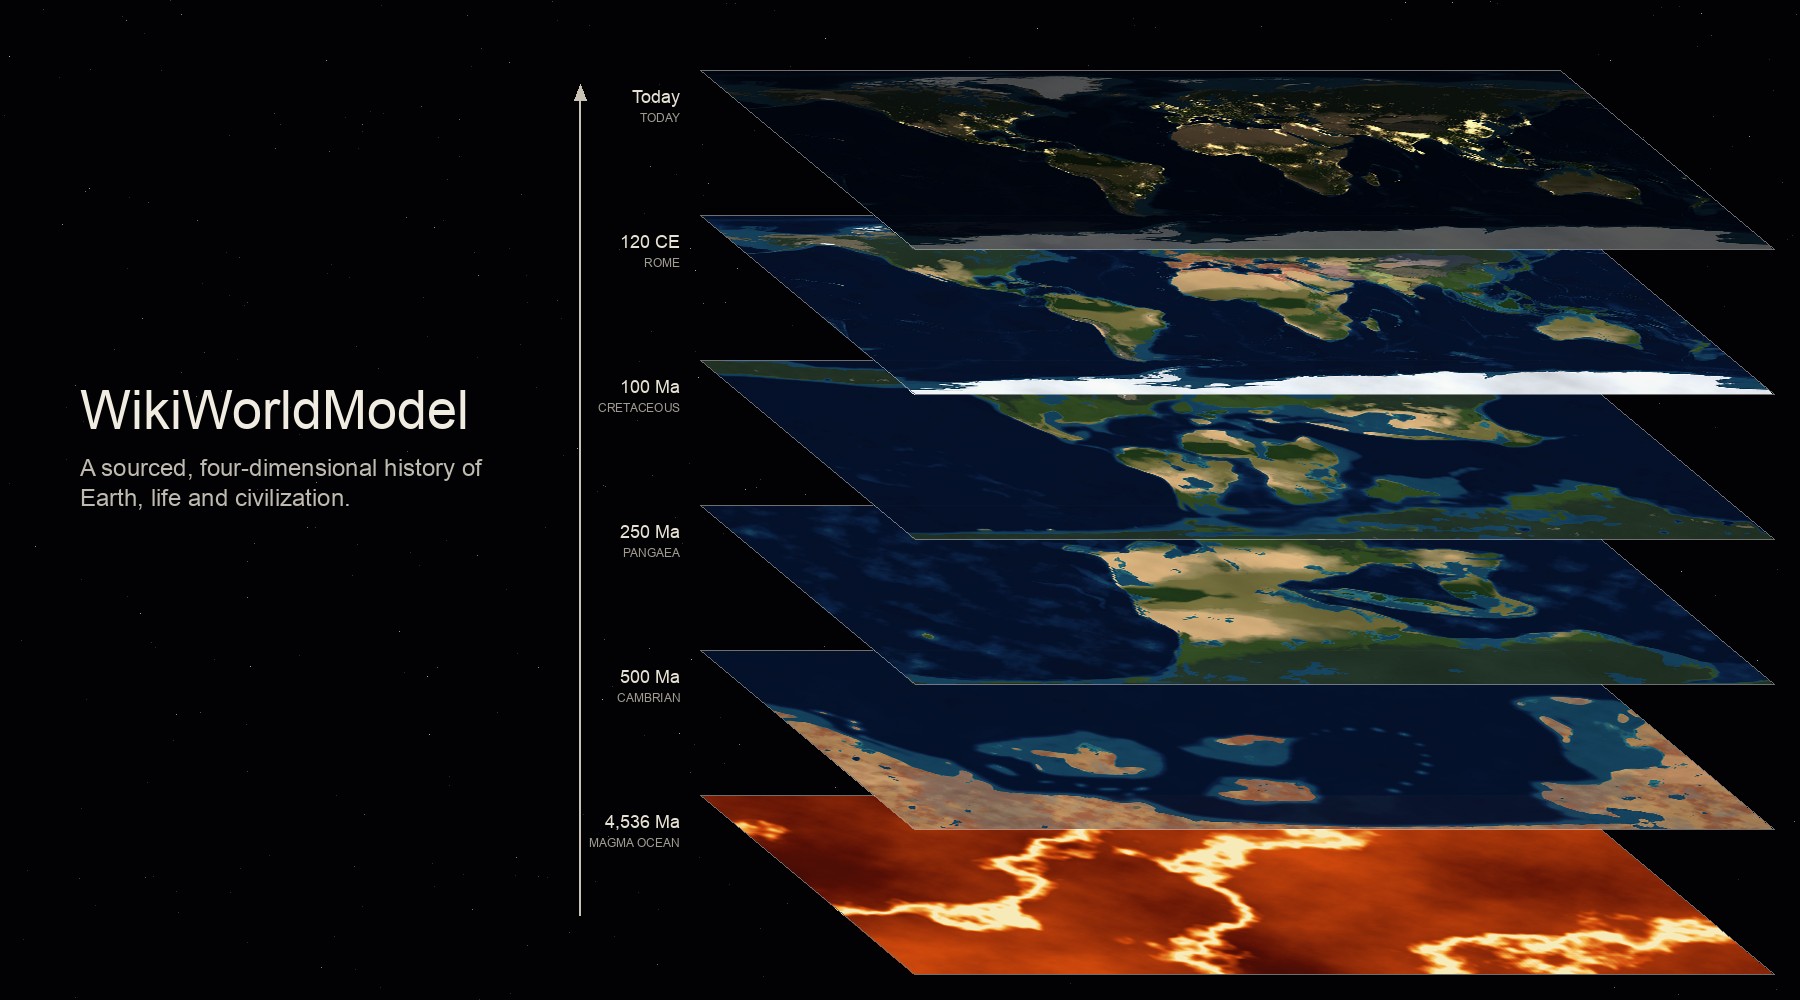 WikiWorldModel
A sourced, four-dimensional history of
Earth, life and civilization.
Today
TODAY
120 CE
ROME
100 Ma
CRETACEOUS
250 Ma
PANGAEA
500 Ma
CAMBRIAN
4,536 Ma
MAGMA OCEAN